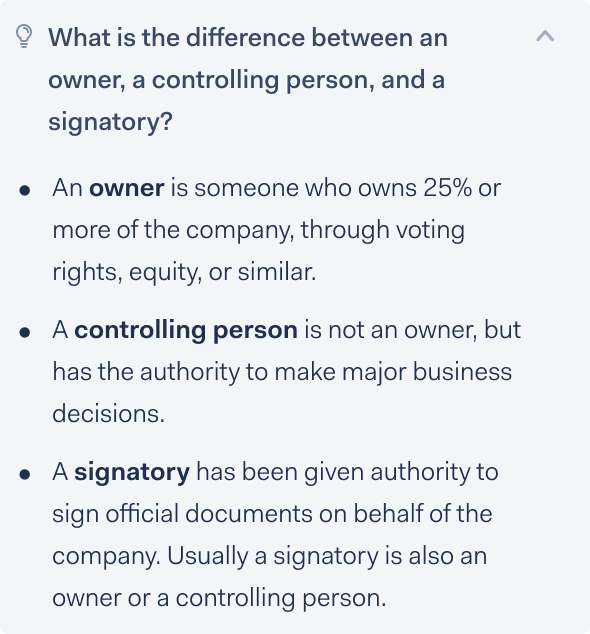 What is the difference between an
owner, a controlling person, and a
signatory?
• An owner is someone who owns 25% or
more of the company, through voting
rights, equity, or similar.
• A controlling person is not an owner, but
has the authority to make major business
decisions.
• A signatory has been given authority to
sign official documents on behalf of the
company. Usually a signatory is also an
owner or a controlling person.